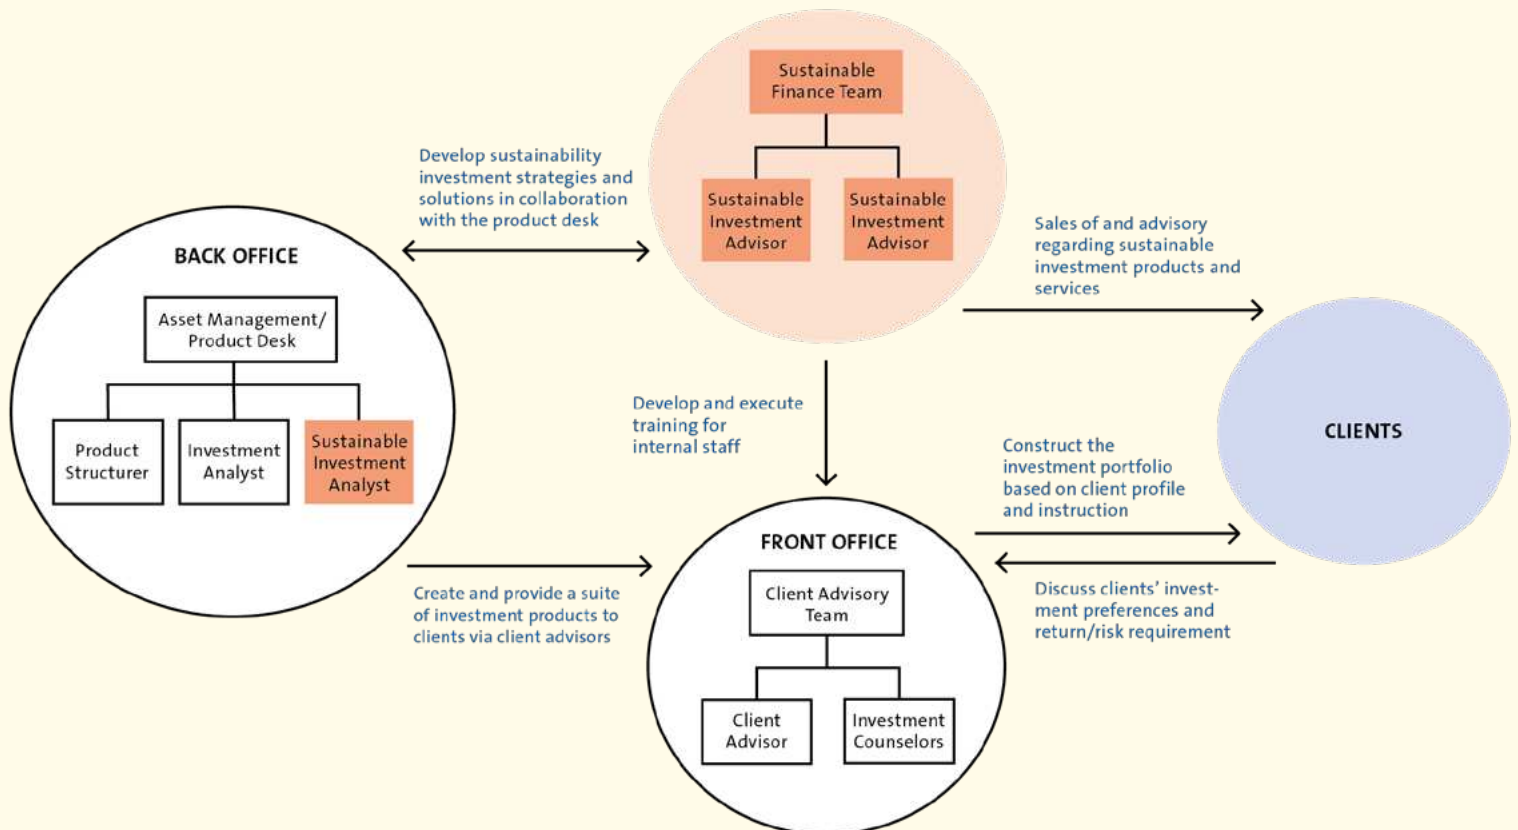 Sustainable
Finance Team
Sustainable
Investment
Advisor
Sustainable
Investment
Advisor
Develop sustainability
investment strategies and
solutions in collaboration
with the product desk
Sales of and advisory
regarding sustainable
investment products and
services
BACK OFFICE
Asset Management/
Product Desk
Product
Structurer
Investment
Analyst
Sustainable
Investment
Analyst
Develop and execute
training for
internal staff
CLIENTS
Construct the
investment portfolio
based on client profile
and instruction
Create and provide a suite
of investment products to
clients via client advisors
FRONT OFFICE
Client Advisory
Team
Client
Advisor
Investment
Counselors
Discuss clients’ invest-
ment preferences and
return/risk requirement